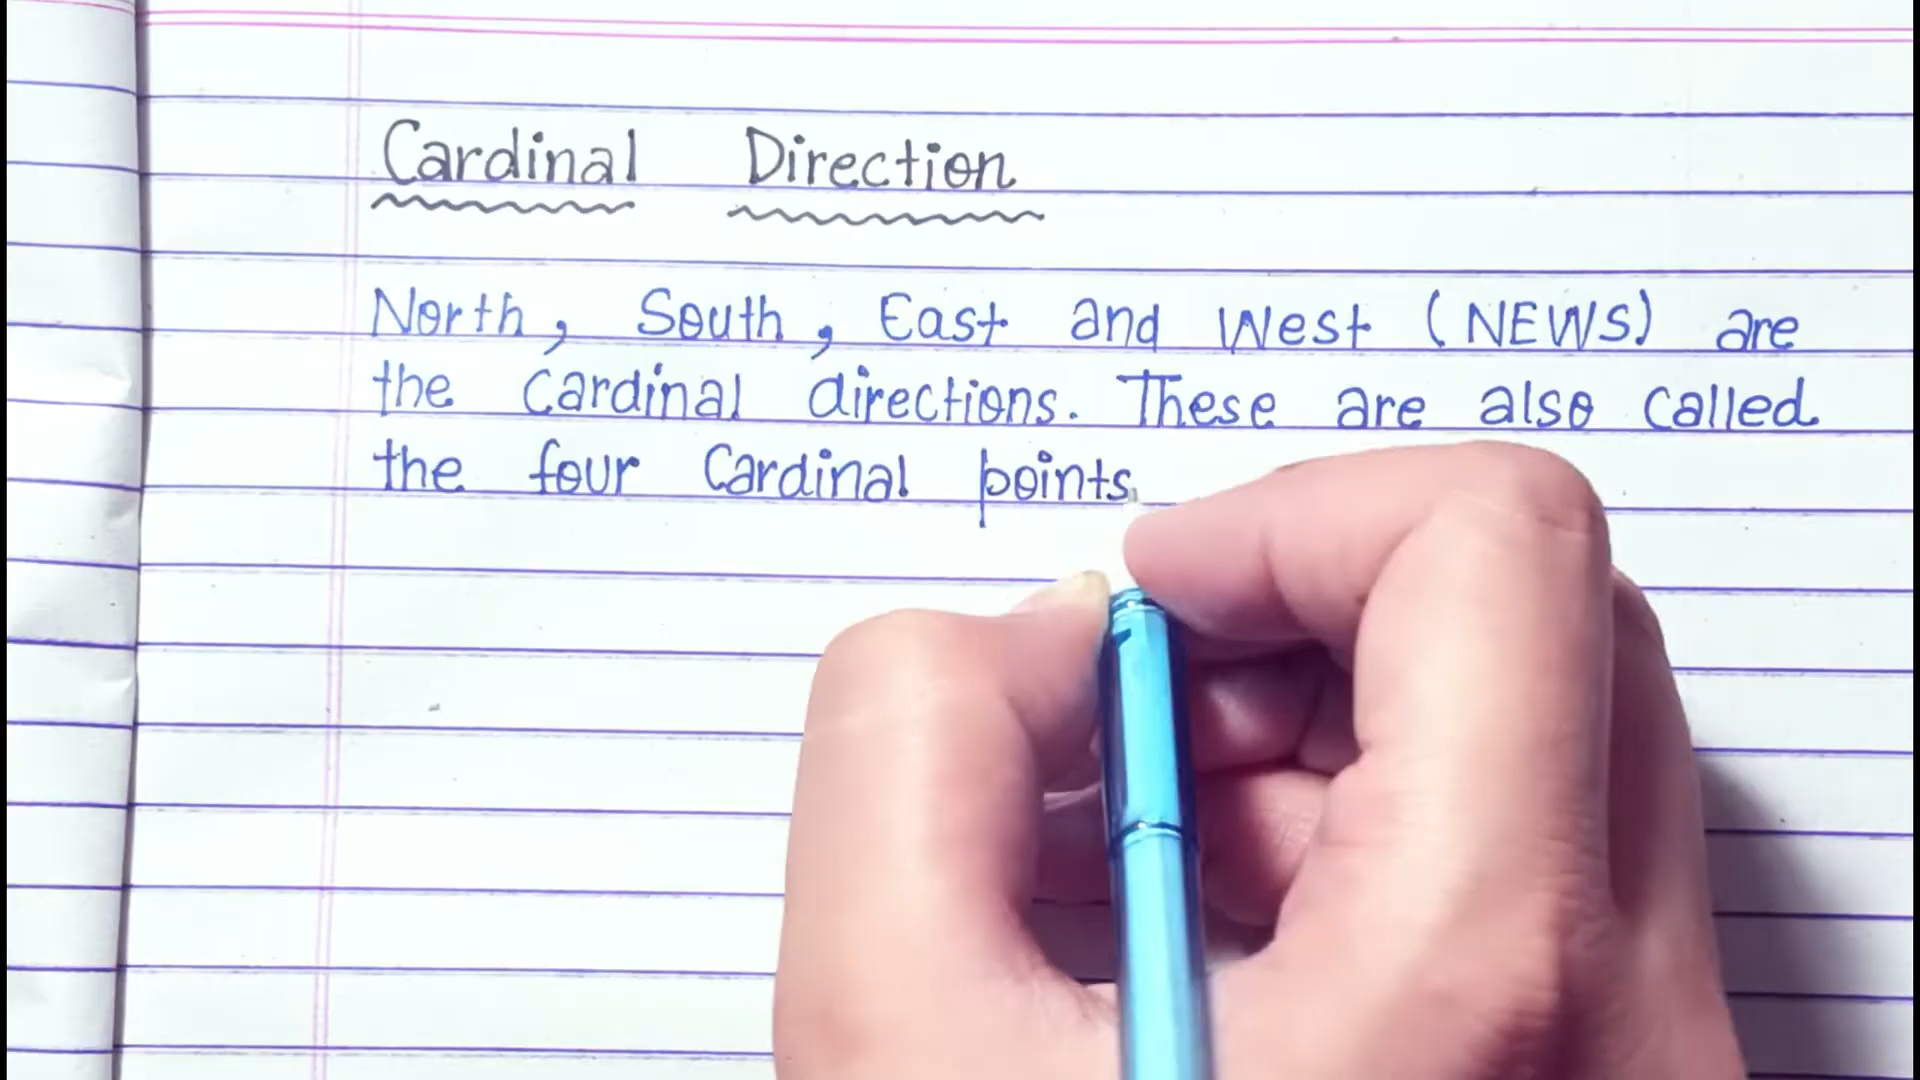 Cardinal Direction
North, South, East and West (NEWS) are
the cardinal directions. These are also called
the four Cardinal points